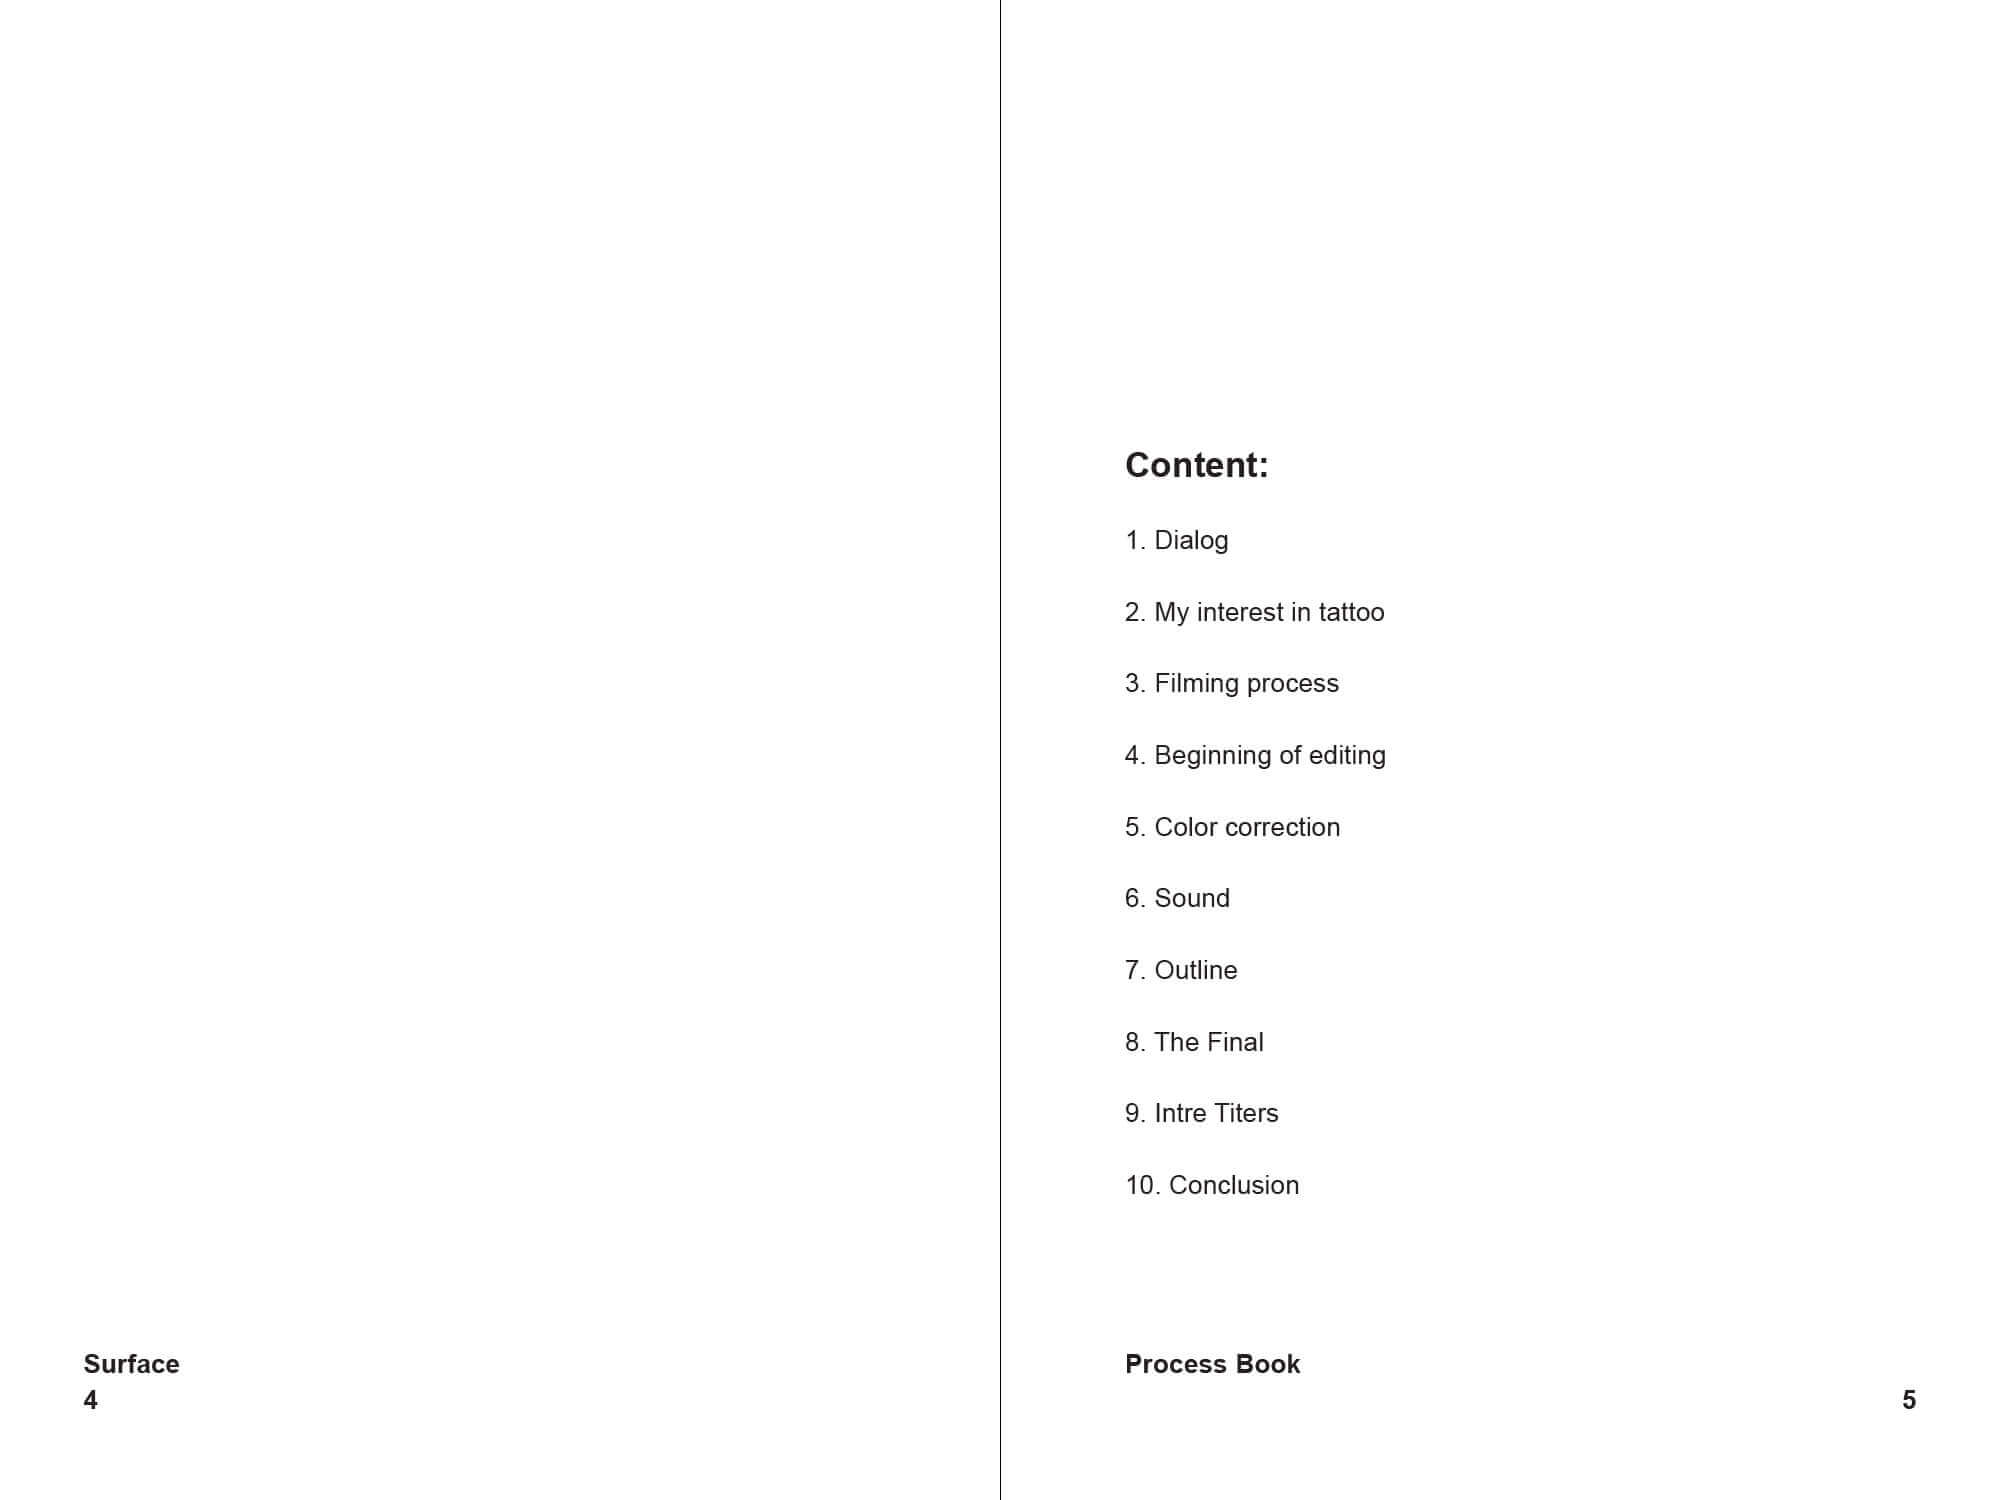 Surface
4
Content:
1. Dialog
2. My interest in tattoo
3. Filming process
4. Beginning of editing
5. Color correction
6. Sound
7. Outline
8. The Final
9. Intre Titers
10. Conclusion
Process Book
5